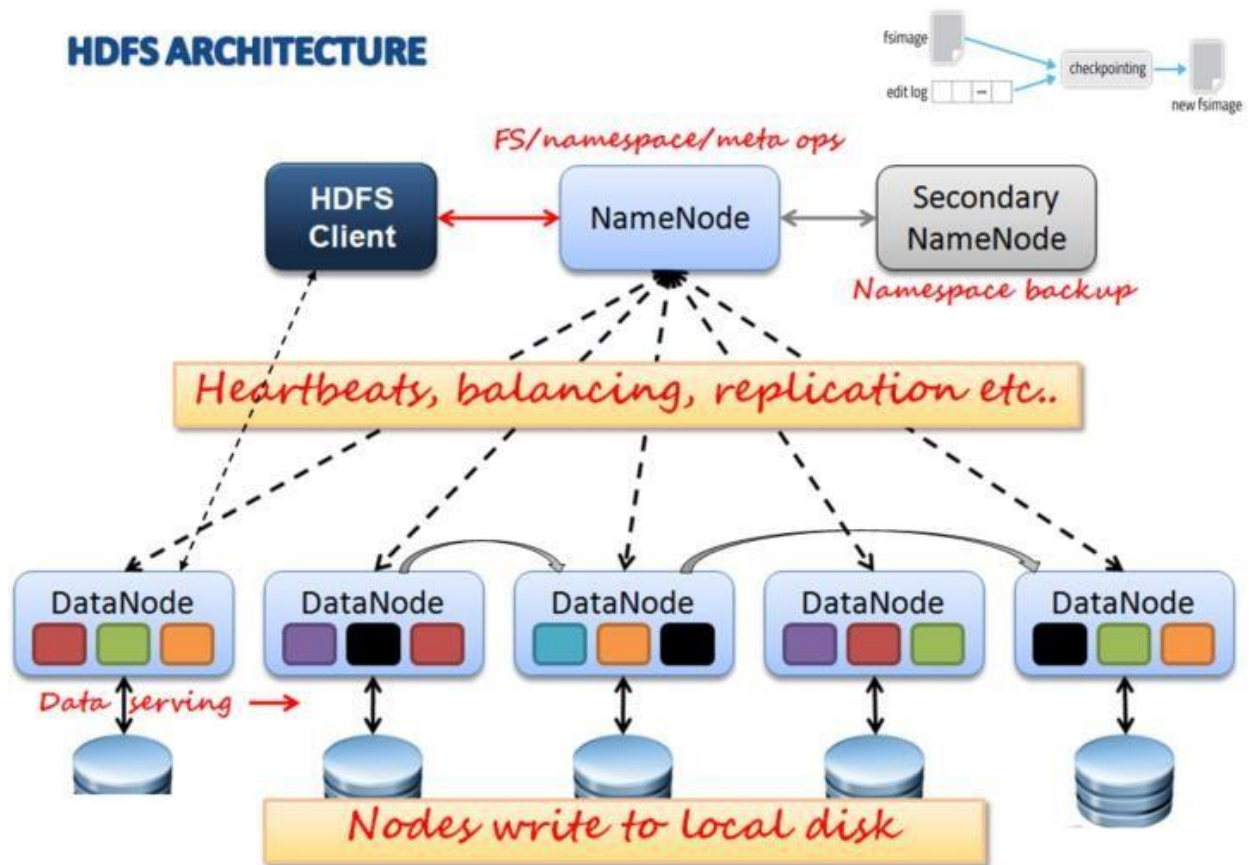 HDFS ARCHITECTURE
fsimage
edit log
checkpointing
new fsimage
FS/namespace/meta ops
HDFS
Client
NameNode
Secondary
NameNode
Namespace backup
Heartbeats, balancing, replication etc..
DataNode
DataNode
DataNode
DataNode
DataNode
Data serving
Nodes write to local disk